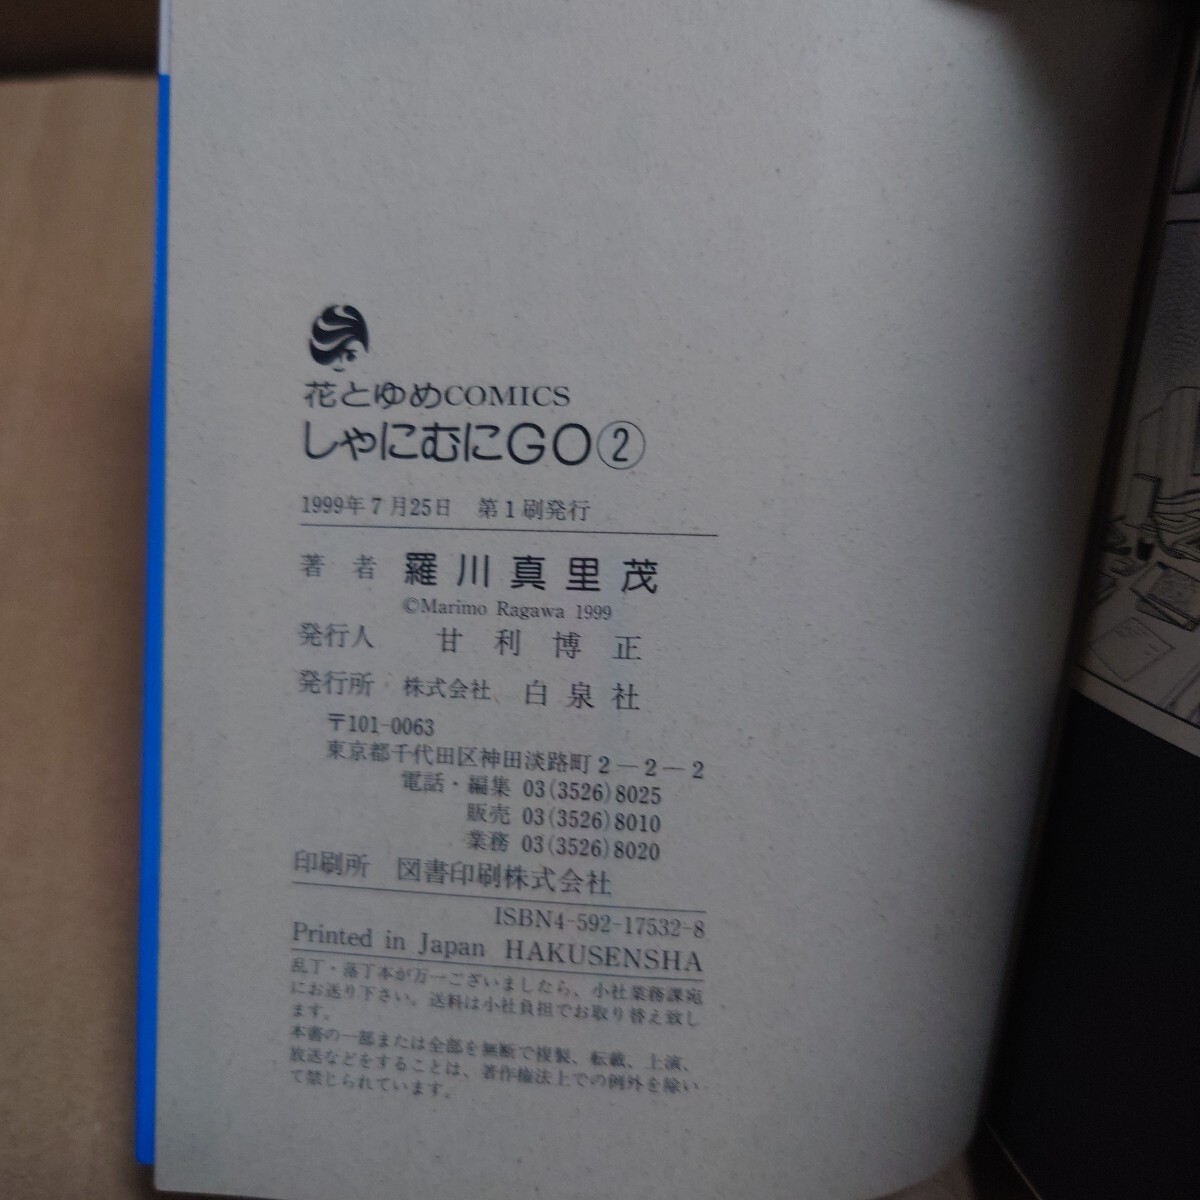 花とゆめCOMICS
しゃにむにGO②
1999年7月25日　第1刷発行
著　者　羅川真里茂
©Marimo Ragawa 1999
発行人　甘利博正
発行所　株式会社　白泉社
〒101-0063
東京都千代田区神田淡路町2－2－2
電話・編集 03(3526)8025
販売 03(3526)8010
業務 03(3526)8020
印刷所　図書印刷株式会社
ISBN4-592-17532-8
Printed in Japan HAKUSENSHA
乱丁・落丁本が万一ございましたら、小社業務課宛
にお送り下さい。送料は小社負担でお取り替え致し
ます。
本書の一部または全部を無断で複製、転載、上演、
放送などをすることは、著作権法上での例外を除い
て禁じられています。